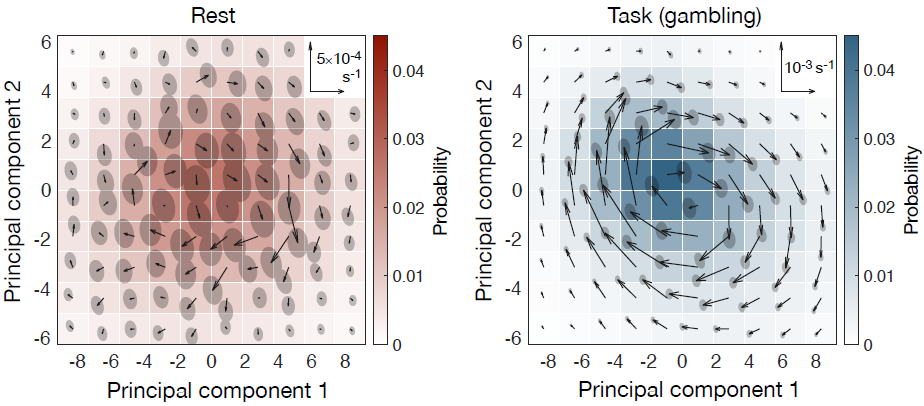 Rest
Principal component 2
6
4
2
0
-2
-4
-6
5×10⁻⁴
s⁻¹
-8 -6 -4 -2 0 2 4 6 8
Principal component 1
0.04
0.03
0.02
0.01
0
Probability
Task (gambling)
Principal component 2
6
4
2
0
-2
-4
-6
10⁻³ s⁻¹
-8 -6 -4 -2 0 2 4 6 8
Principal component 1
0.04
0.03
0.02
0.01
0
Probability